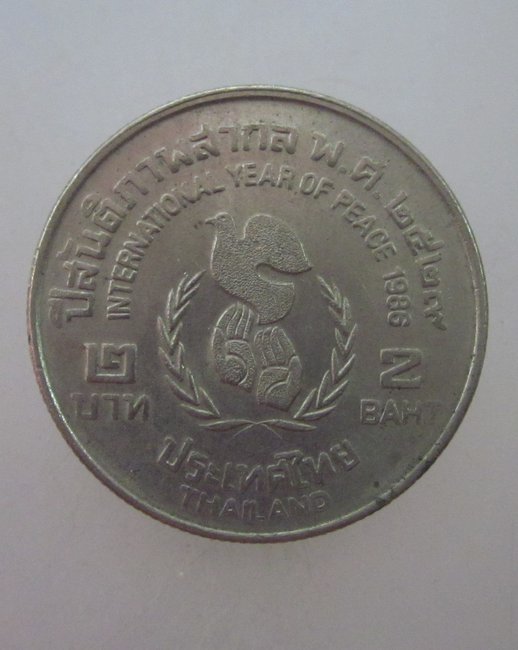 ปีสันติภาพสากล พ.ศ. ๒๕๒๙
INTERNATIONAL YEAR OF PEACE 1986
๒
บาท
2
BAHT
ประเทศไทย
THAILAND